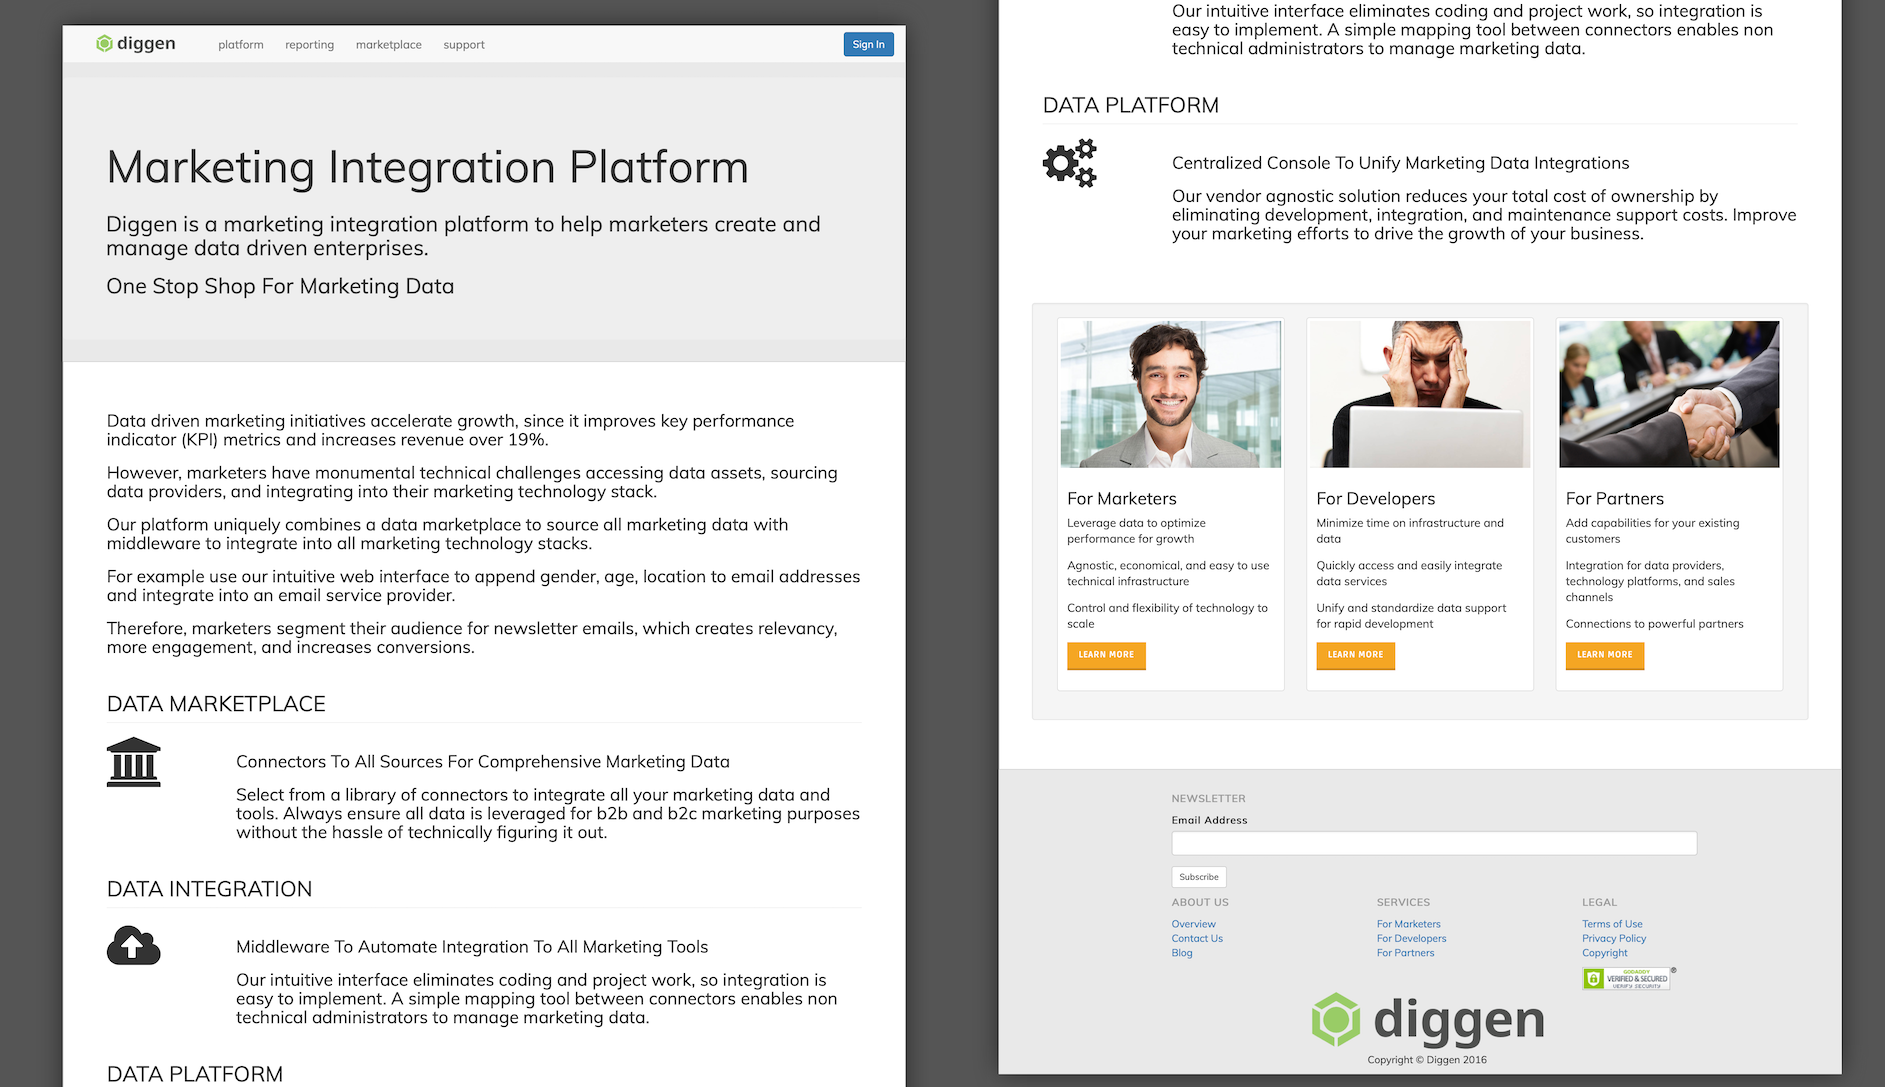 diggen
platform reporting marketplace support
Sign In
Marketing Integration Platform
Diggen is a marketing integration platform to help marketers create and
manage data driven enterprises.
One Stop Shop For Marketing Data
Data driven marketing initiatives accelerate growth, since it improves key performance
indicator (KPI) metrics and increases revenue over 19%.
However, marketers have monumental technical challenges accessing data assets, sourcing
data providers, and integrating into their marketing technology stack.
Our platform uniquely combines a data marketplace to source all marketing data with
middleware to integrate into all marketing technology stacks.
For example use our intuitive web interface to append gender, age, location to email addresses
and integrate into an email service provider.
Therefore, marketers segment their audience for newsletter emails, which creates relevancy,
more engagement, and increases conversions.
DATA MARKETPLACE
Connectors To All Sources For Comprehensive Marketing Data
Select from a library of connectors to integrate all your marketing data and
tools. Always ensure all data is leveraged for b2b and b2c marketing purposes
without the hassle of technically figuring it out.
DATA INTEGRATION
Middleware To Automate Integration To All Marketing Tools
Our intuitive interface eliminates coding and project work, so integration is
easy to implement. A simple mapping tool between connectors enables non
technical administrators to manage marketing data.
DATA PLATFORM
Our intuitive interface eliminates coding and project work, so integration is
easy to implement. A simple mapping tool between connectors enables non
technical administrators to manage marketing data.
DATA PLATFORM
Centralized Console To Unify Marketing Data Integrations
Our vendor agnostic solution reduces your total cost of ownership by
eliminating development, integration, and maintenance support costs. Improve
your marketing efforts to drive the growth of your business.
For Marketers
Leverage data to optimize
performance for growth
Agnostic, economical, and easy to use
technical infrastructure
Control and flexibility of technology to
scale
LEARN MORE
For Developers
Minimize time on infrastructure and
data
Quickly access and easily integrate
data services
Unify and standardize data support
for rapid development
LEARN MORE
For Partners
Add capabilities for your existing
customers
Integration for data providers,
technology platforms, and sales
channels
Connections to powerful partners
LEARN MORE
NEWSLETTER
Email Address
Subscribe
ABOUT US
Overview
Contact Us
Blog
SERVICES
For Marketers
For Developers
For Partners
LEGAL
Terms of Use
Privacy Policy
Copyright
GODADDY
VERIFIED & SECURED
VERIFY SECURITY
®
diggen
Copyright © Diggen 2016